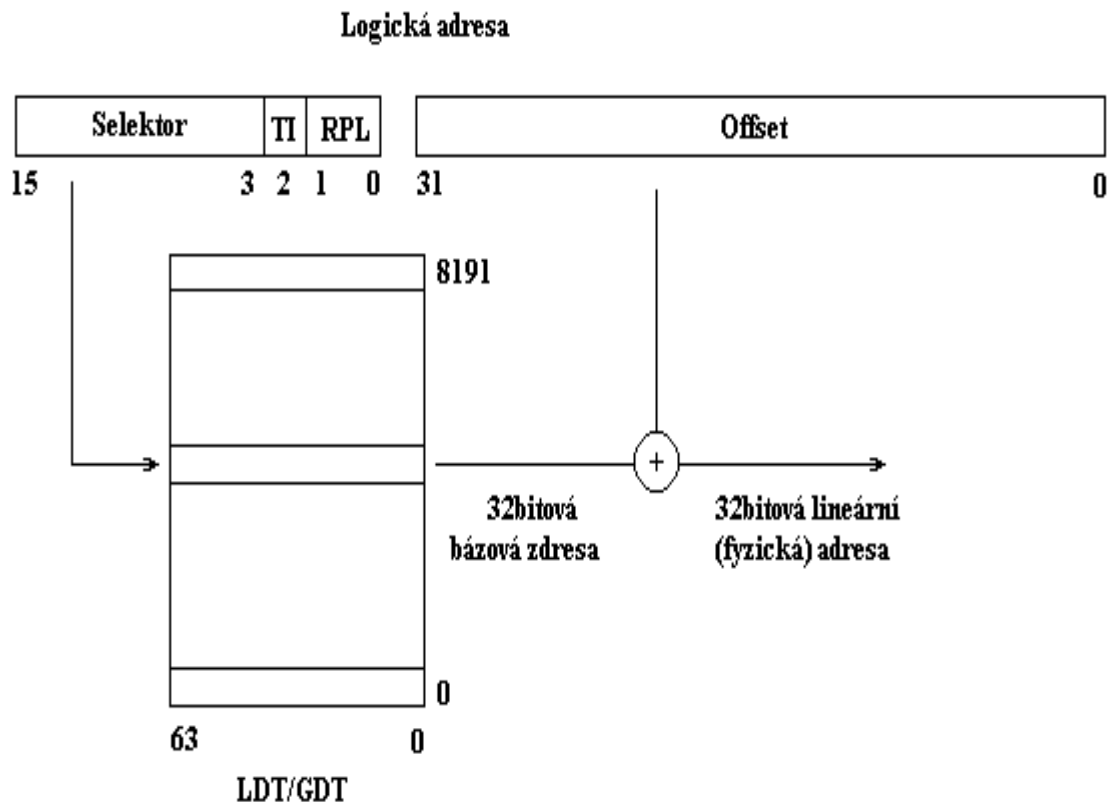 Logická adresa
Selektor TI RPL Offset
15 3 2 1 0 31 0
8191
+
32bitová
bázová zdresa
32bitová lineární
(fyzická) adresa
0
63 0
LDT/GDT